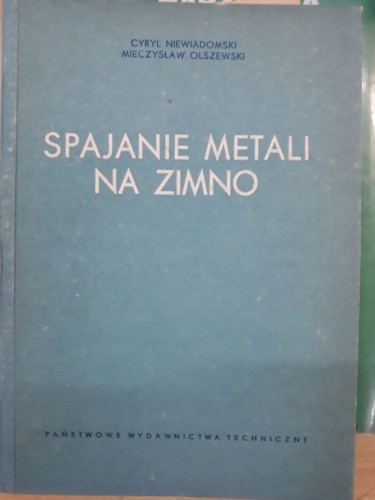 CYRYL NIEWIADOMSKI
MIECZYSŁAW OLSZEWSKI
SPAJANIE METALI
NA ZIMNO
PAŃSTWOWE WYDAWNICTWA TECHNICZNE